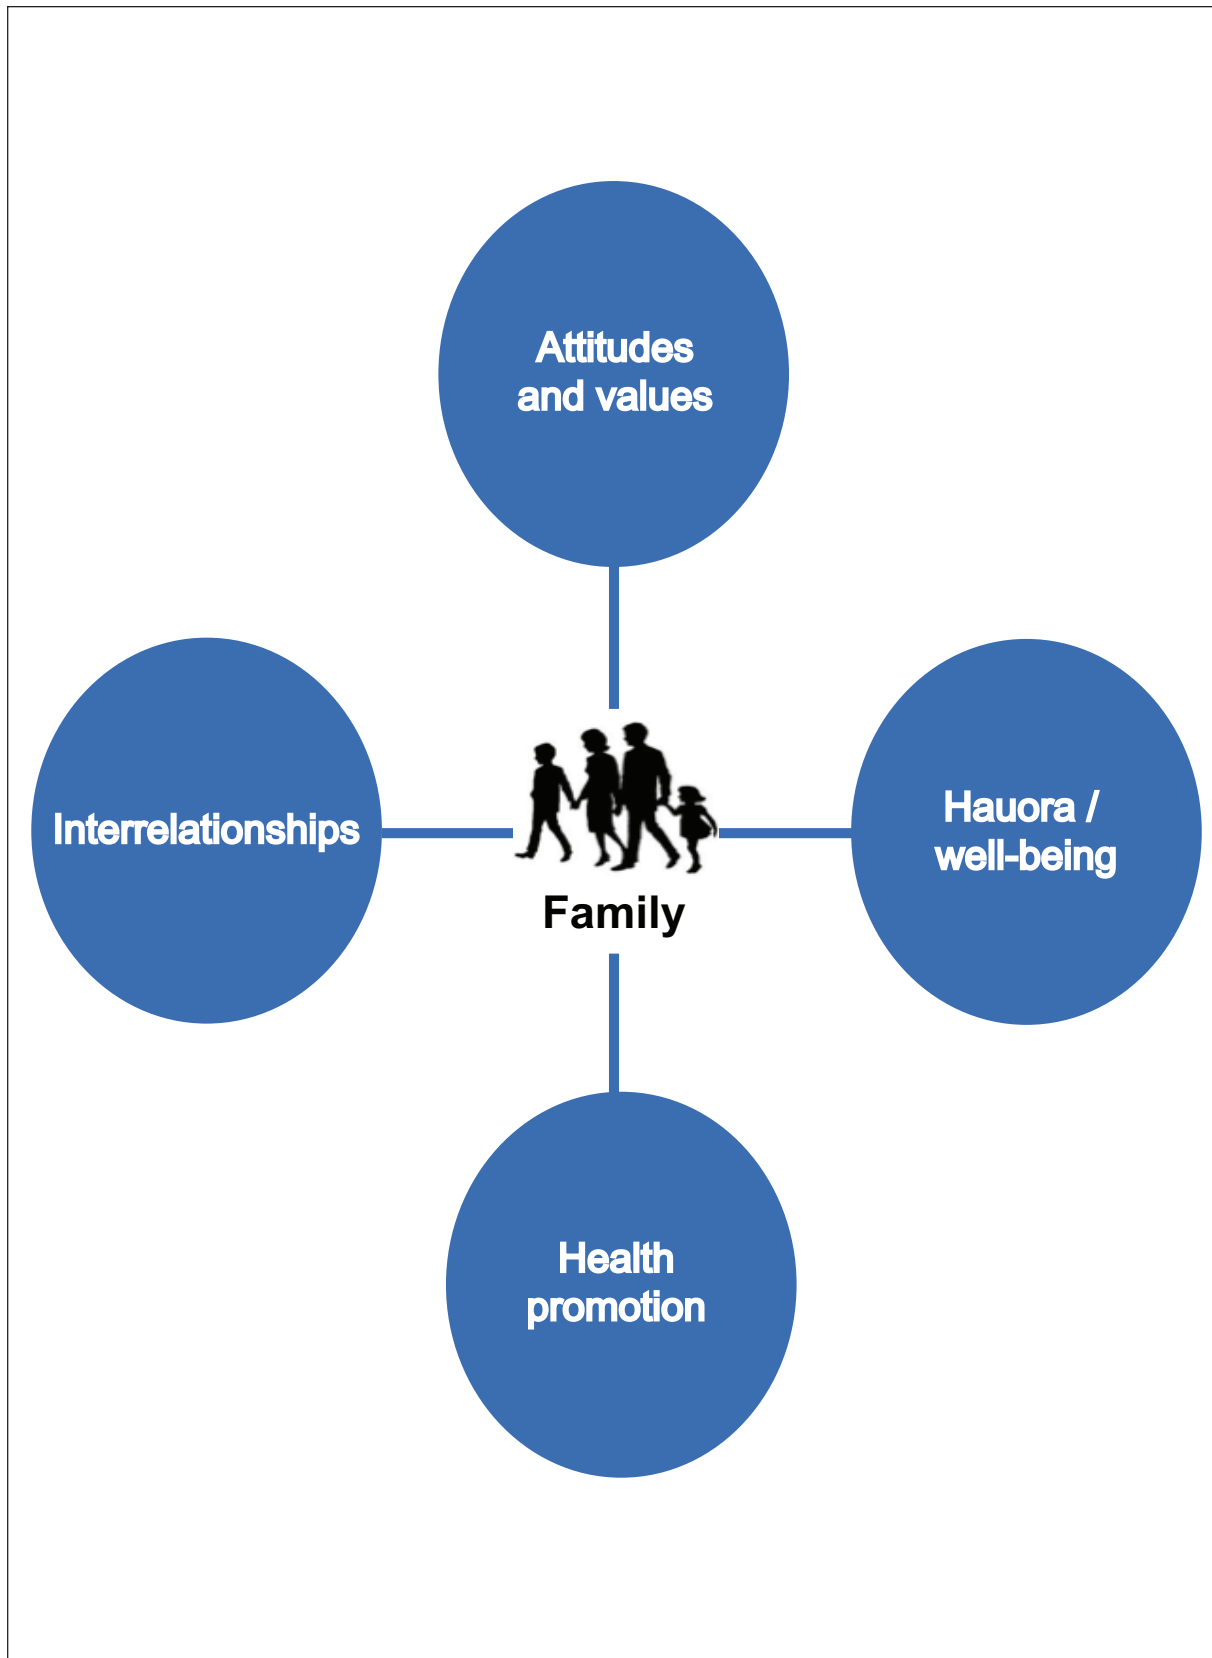 Attitudes
and values
Interrelationships
Hauora /
well-being
Family
Health
promotion